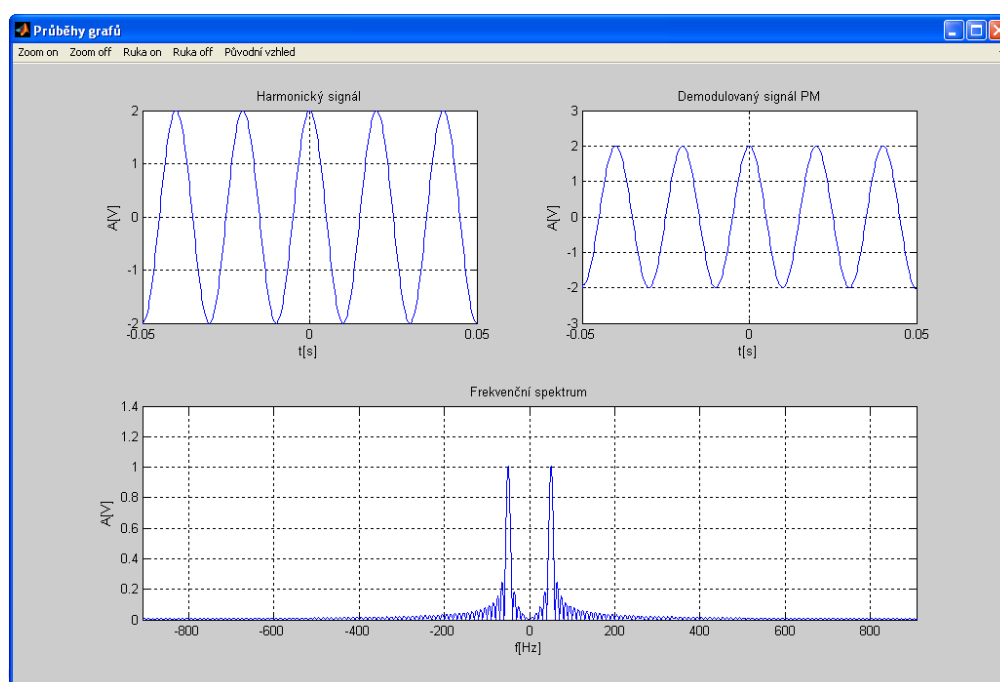 Průběhy grafů
Zoom on Zoom off Ruka on Ruka off Původní vzhled
Harmonický signál
A[V]
2
1
0
-1
-2
-0.05 0 0.05
t[s]
Demodulovaný signál PM
A[V]
3
2
1
0
-1
-2
-3
-0.05 0 0.05
t[s]
Frekvenční spektrum
A[V]
1.4
1.2
1
0.8
0.6
0.4
0.2
0
-800 -600 -400 -200 0 200 400 600 800
f[Hz]